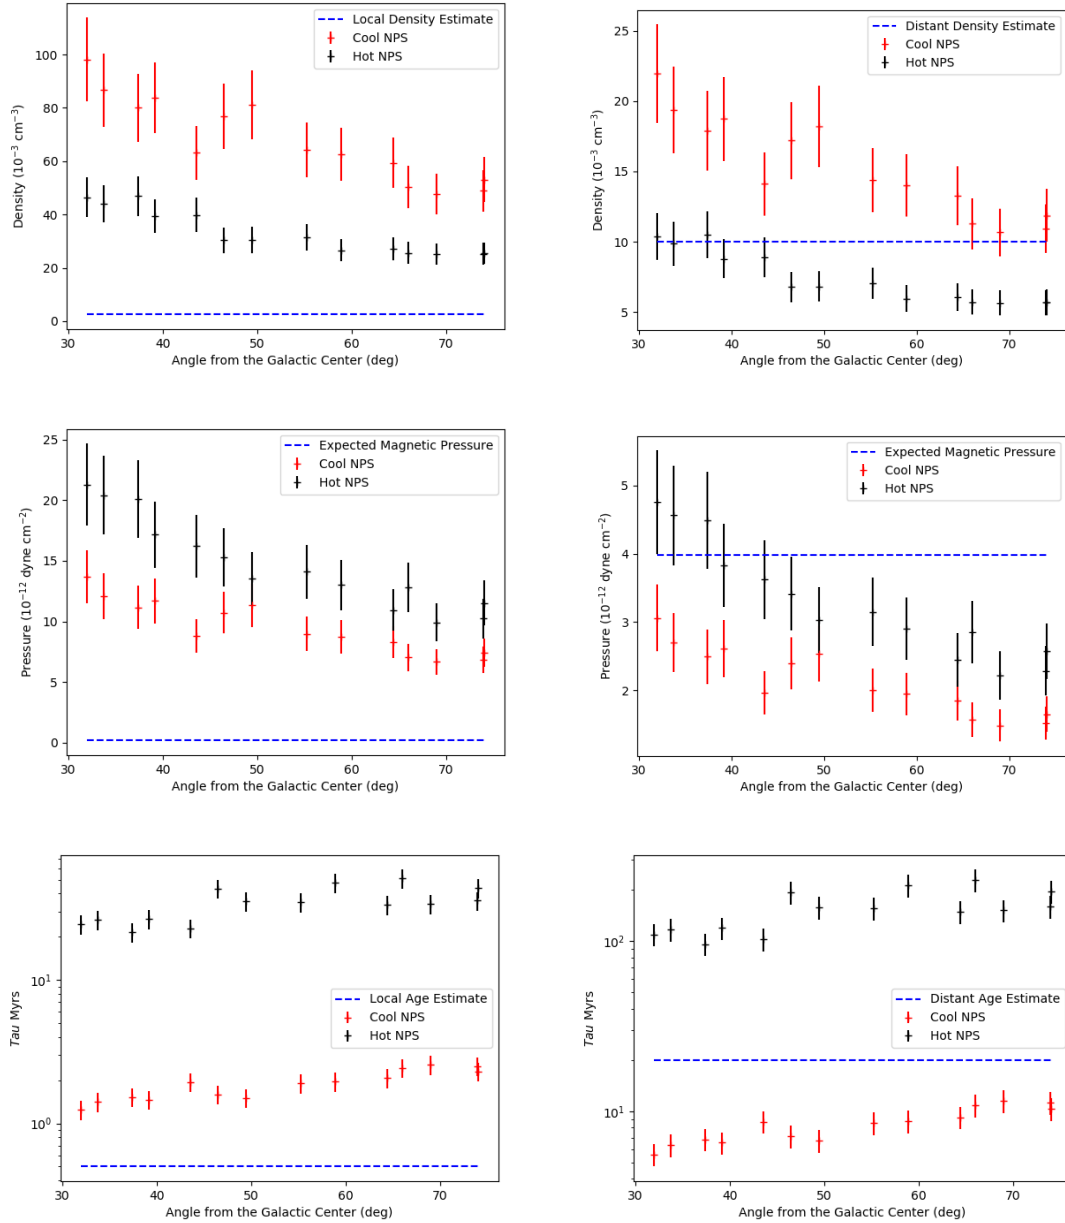 Local Density Estimate
Cool NPS
Hot NPS
100
80
60
40
20
0
Density (10⁻³ cm⁻³)
30 40 50 60 70
Angle from the Galactic Center (deg)
Distant Density Estimate
Cool NPS
Hot NPS
25
20
15
10
5
Density (10⁻³ cm⁻³)
30 40 50 60 70
Angle from the Galactic Center (deg)
Expected Magnetic Pressure
Cool NPS
Hot NPS
25
20
15
10
5
0
Pressure (10⁻¹² dyne cm⁻²)
30 40 50 60 70
Angle from the Galactic Center (deg)
Expected Magnetic Pressure
Cool NPS
Hot NPS
5
4
3
2
Pressure (10⁻¹² dyne cm⁻²)
30 40 50 60 70
Angle from the Galactic Center (deg)
Local Age Estimate
Cool NPS
Hot NPS
10¹
10⁰
Tau Myrs
30 40 50 60 70
Angle from the Galactic Center (deg)
Distant Age Estimate
Cool NPS
Hot NPS
10²
10¹
Tau Myrs
30 40 50 60 70
Angle from the Galactic Center (deg)